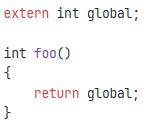 extern int global;

int foo()
{
    return global;
}